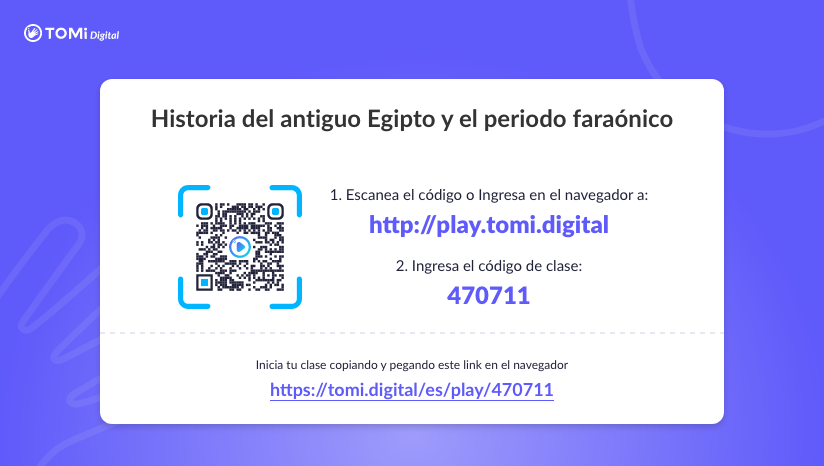 TOMi Digital
Historia del antiguo Egipto y el periodo faraónico
1. Escanea el código o Ingresa en el navegador a:
http://play.tomi.digital
2. Ingresa el código de clase:
470711
Inicia tu clase copiando y pegando este link en el navegador
https://tomi.digital/es/play/470711